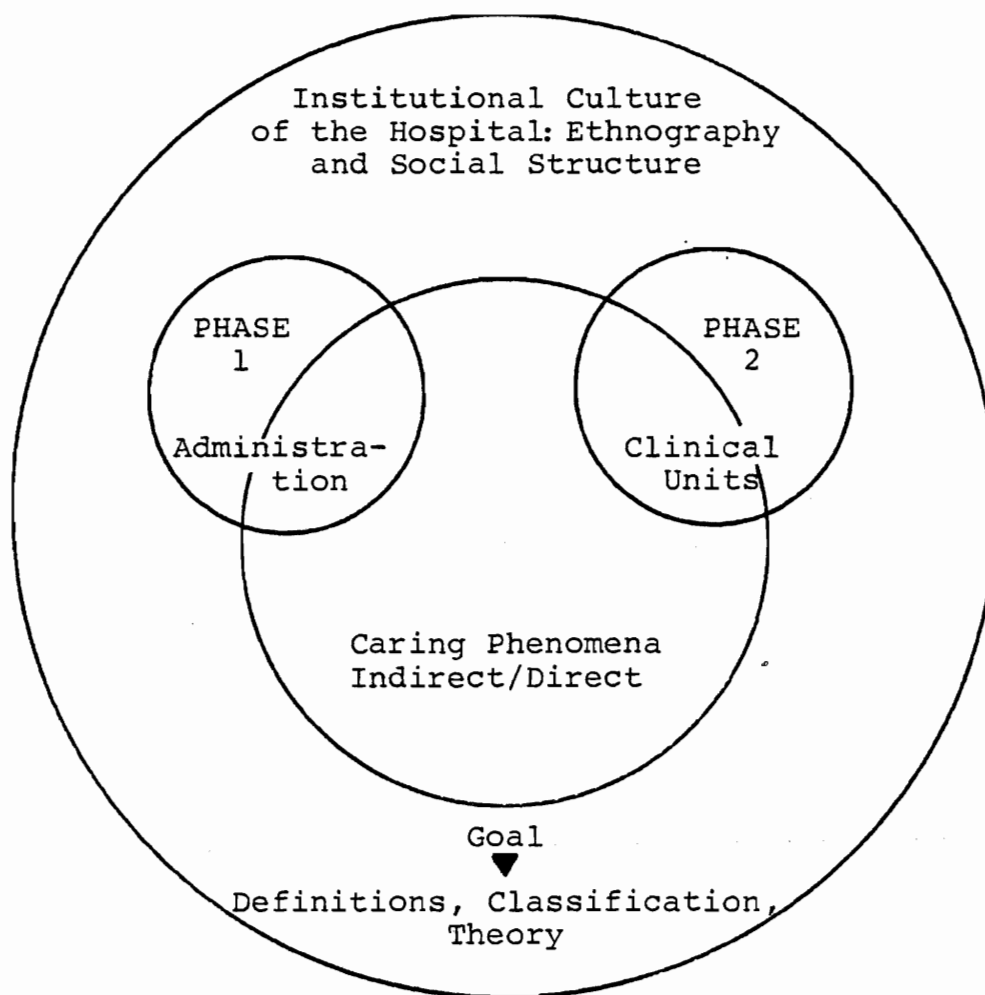 Institutional Culture
of the Hospital: Ethnography
and Social Structure
PHASE
1
Administra-
tion
PHASE
2
Clinical
Units
Caring Phenomena
Indirect/Direct
Goal
Definitions, Classification,
Theory